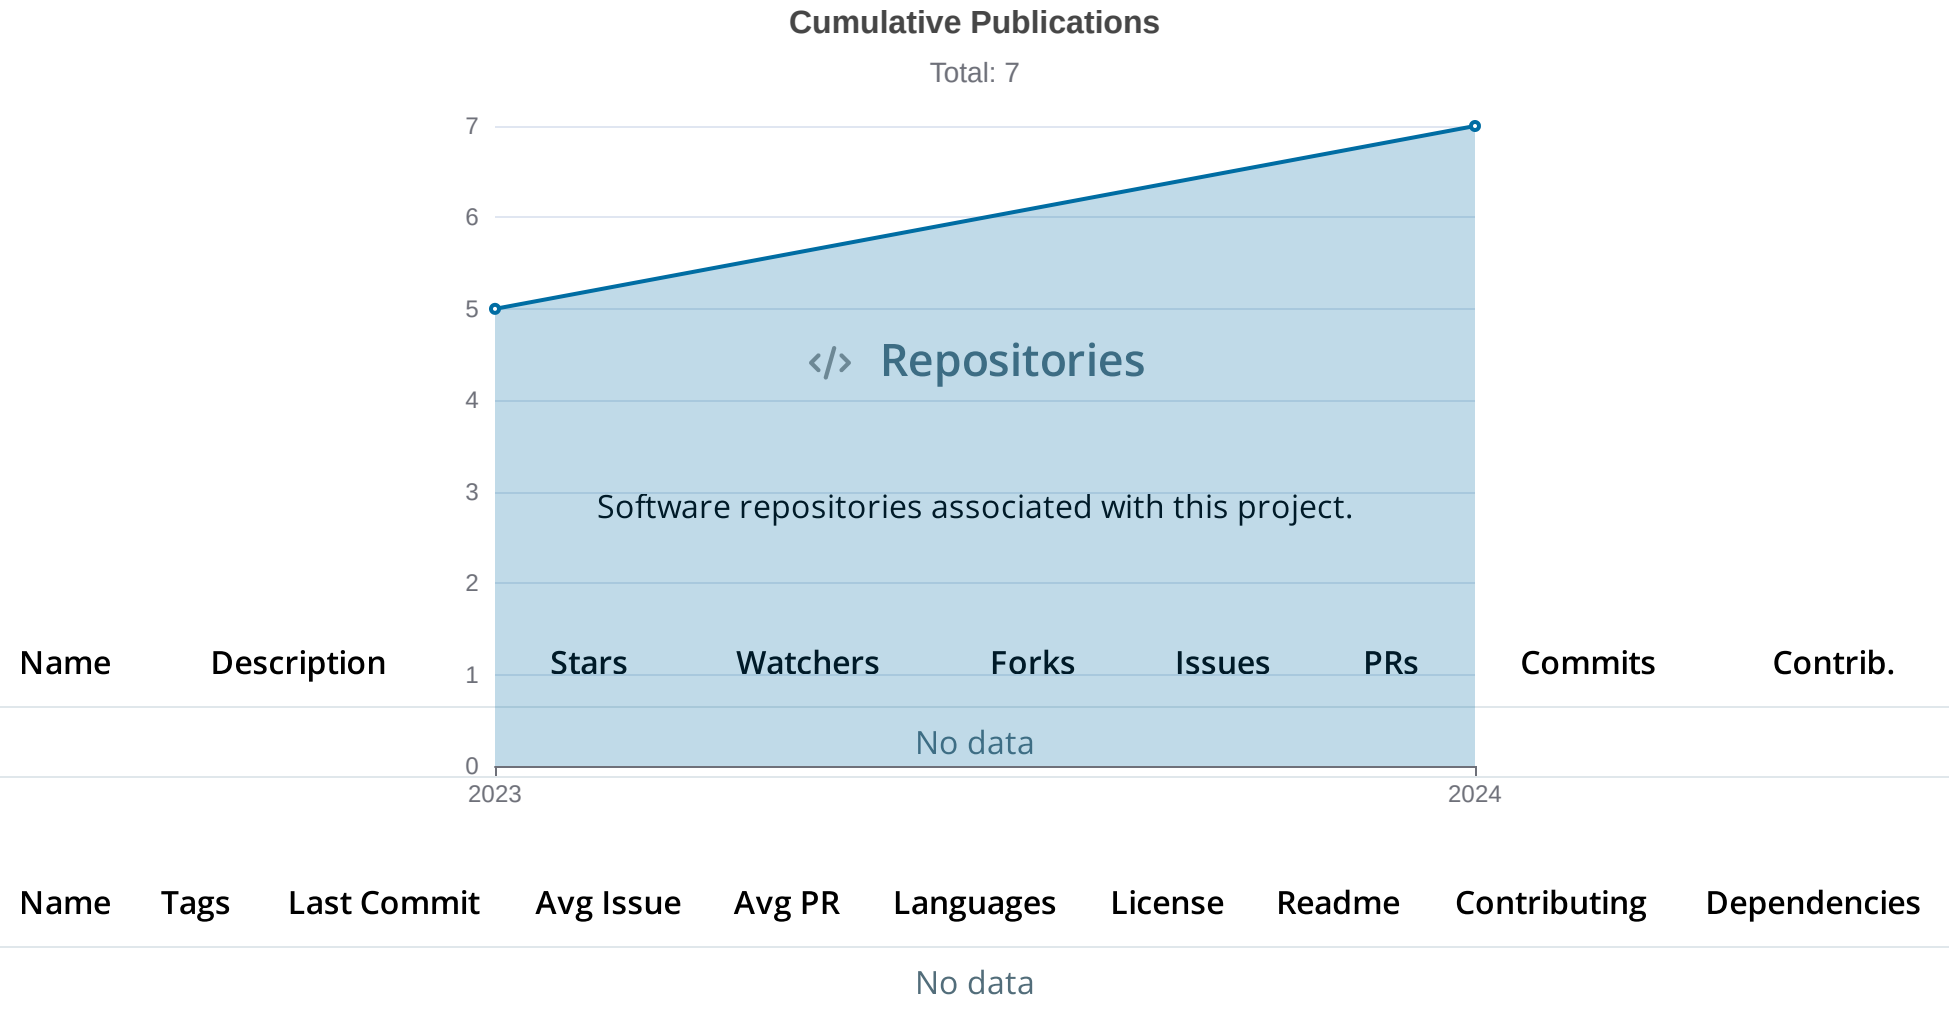 Cumulative Publications
Total: 7
7
6
5
Repositories
4
3
Software repositories associated with this project.
2
Name Description Stars Watchers Forks Issues PRs Commits Contrib.
1
No data
0
2023 2024
Name Tags Last Commit Avg Issue Avg PR Languages License Readme Contributing Dependencies
No data